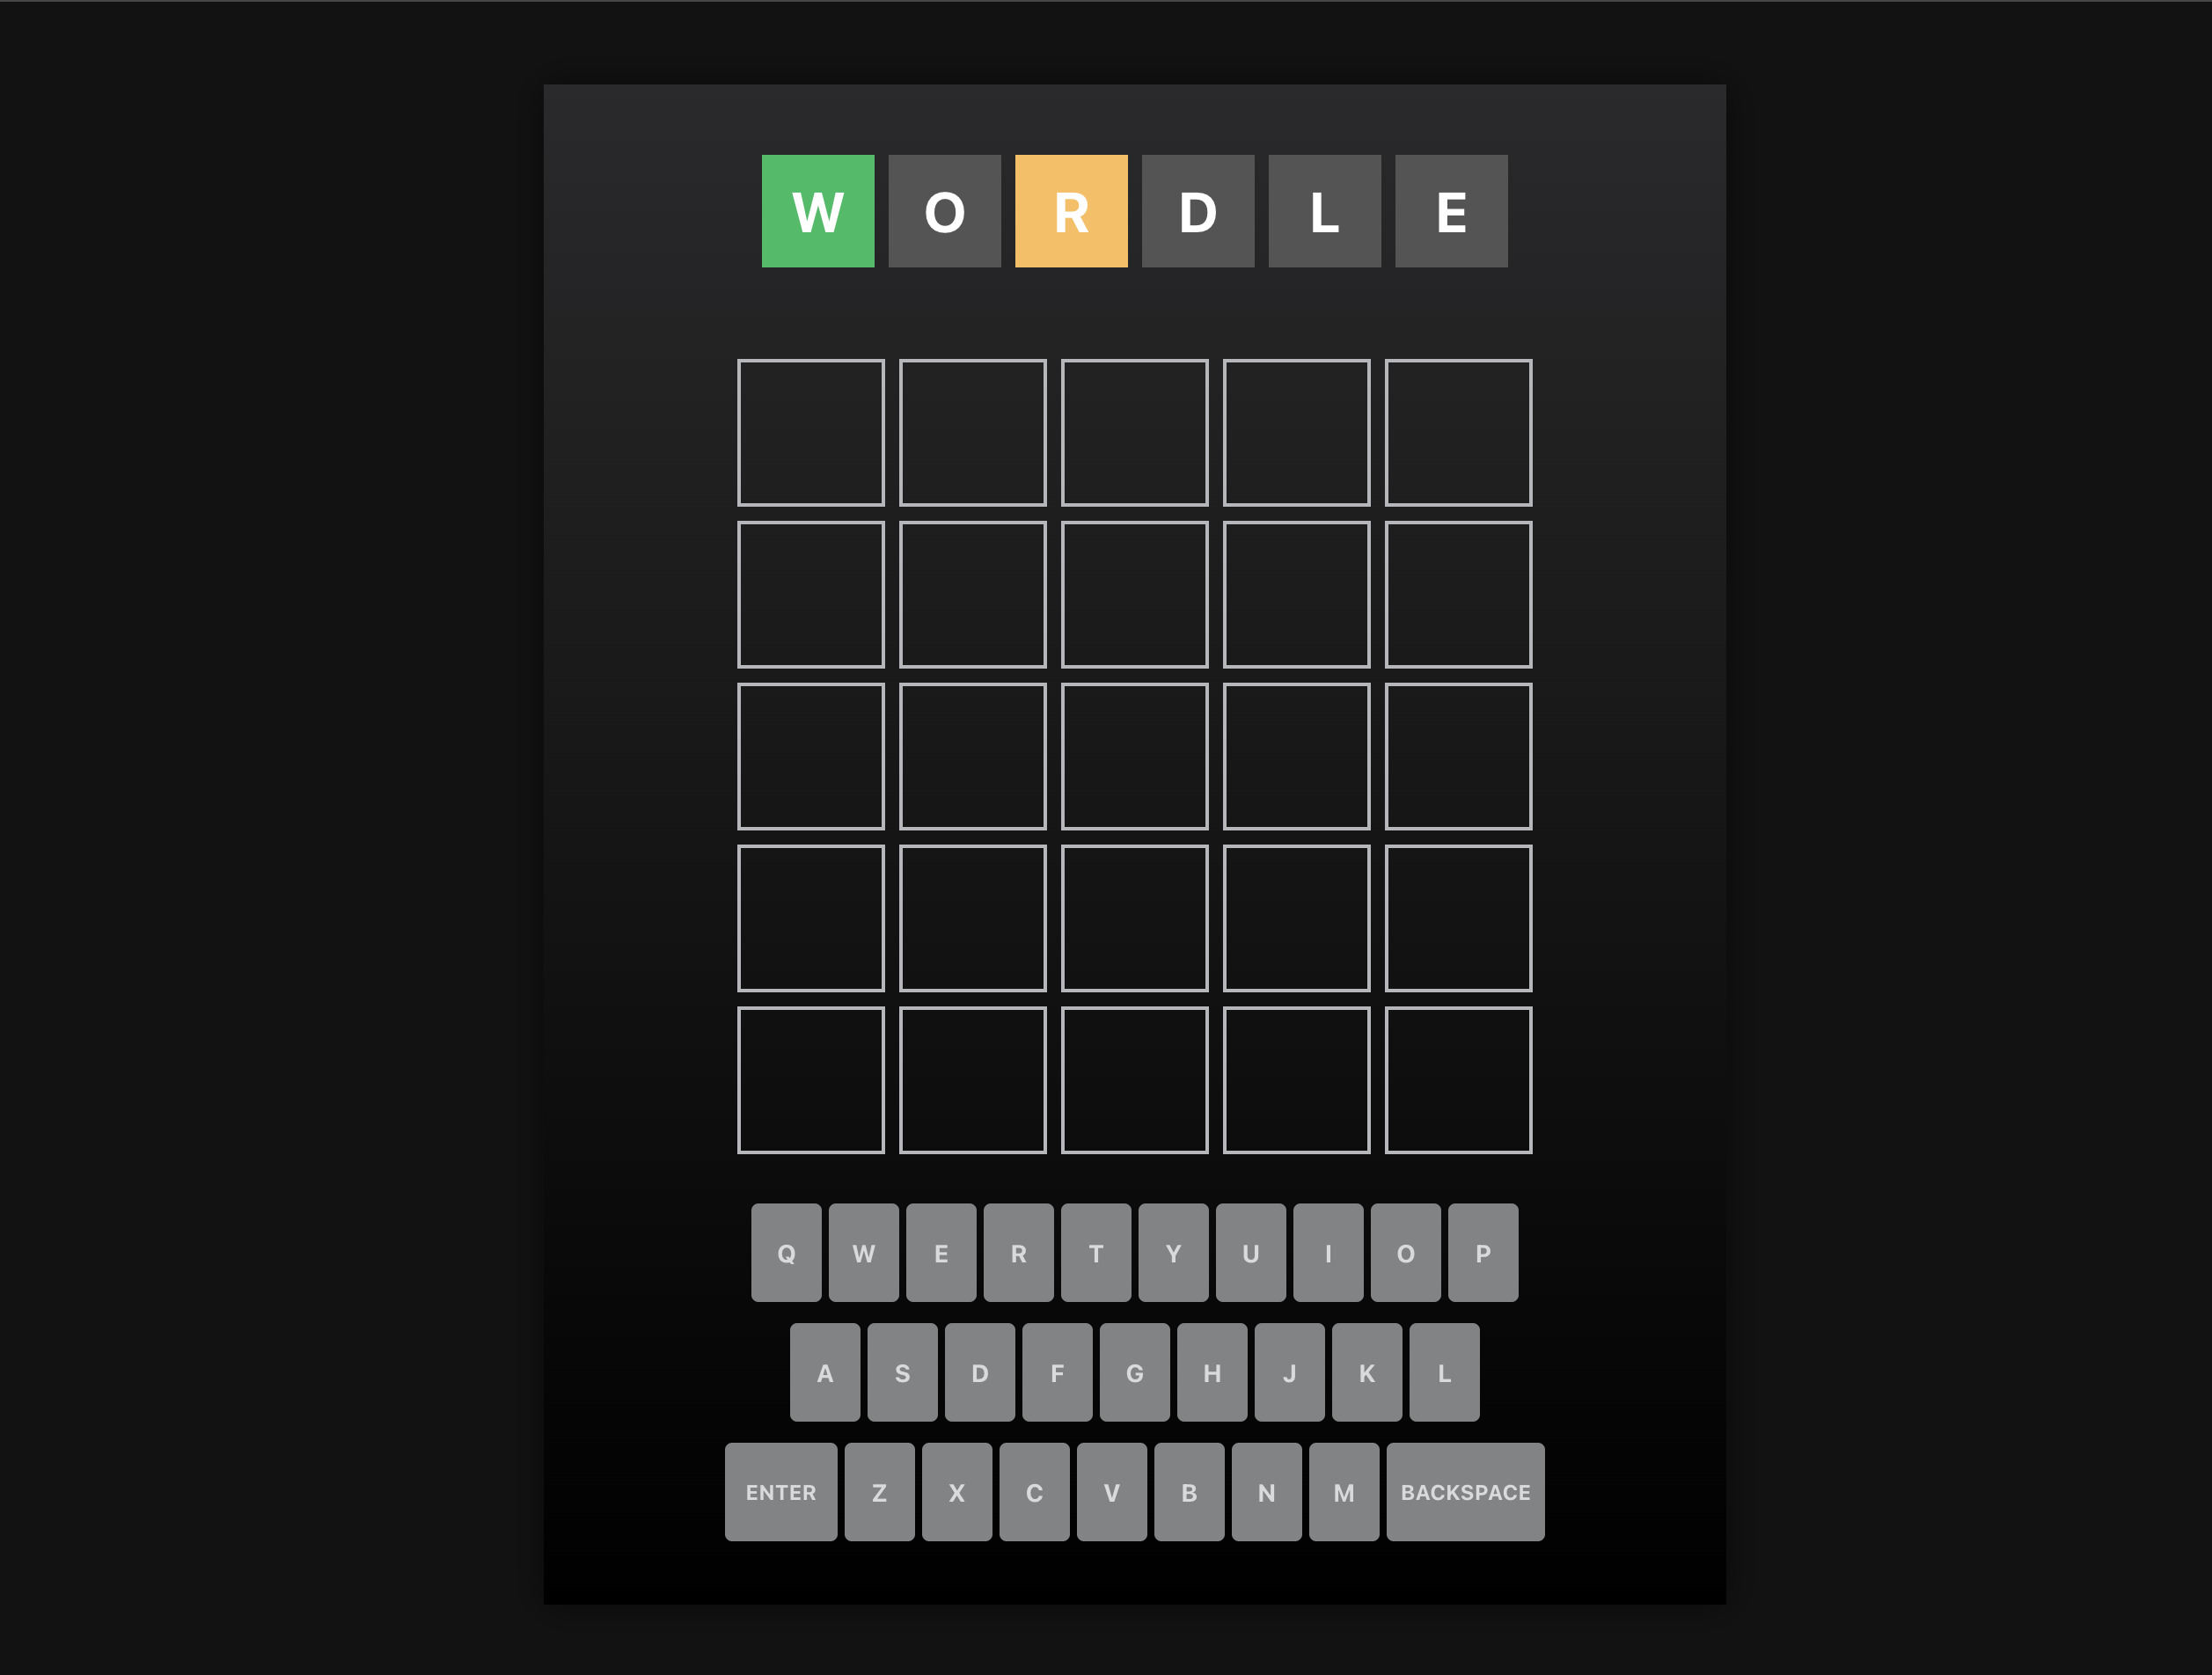 WORDLE
Q W E R T Y U I O P
A S D F G H J K L
ENTER Z X C V B N M BACKSPACE